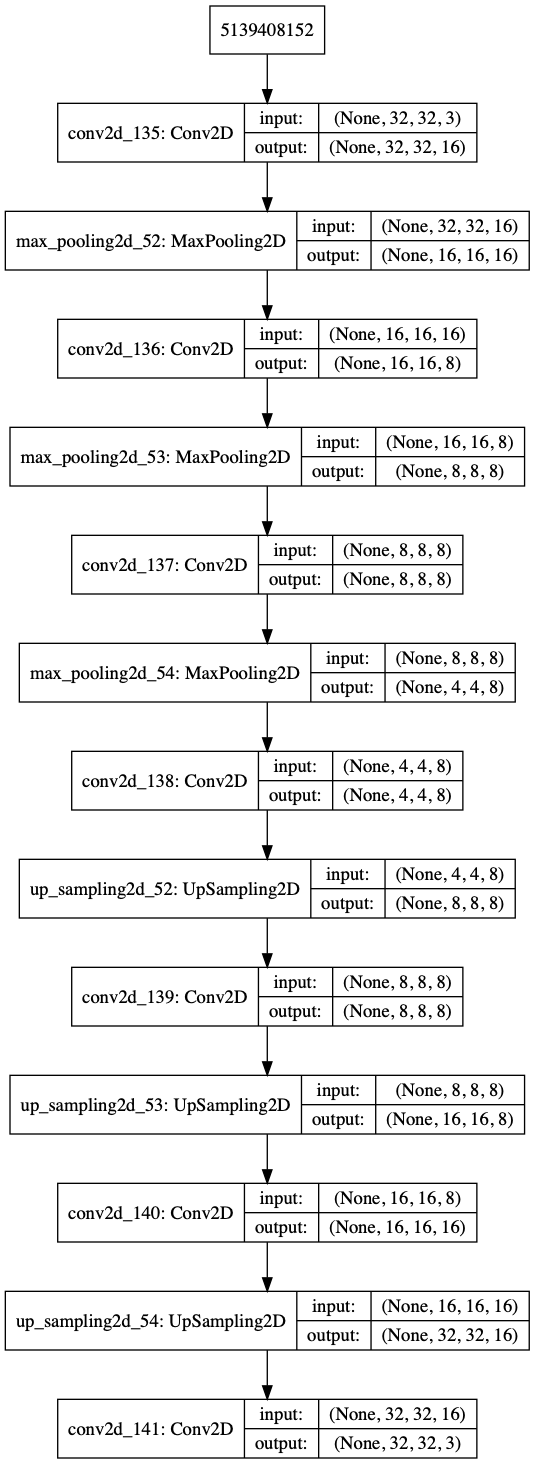 5139408152
conv2d_135: Conv2D
input: (None, 32, 32, 3)
output: (None, 32, 32, 16)
max_pooling2d_52: MaxPooling2D
input: (None, 32, 32, 16)
output: (None, 16, 16, 16)
conv2d_136: Conv2D
input: (None, 16, 16, 16)
output: (None, 16, 16, 8)
max_pooling2d_53: MaxPooling2D
input: (None, 16, 16, 8)
output: (None, 8, 8, 8)
conv2d_137: Conv2D
input: (None, 8, 8, 8)
output: (None, 8, 8, 8)
max_pooling2d_54: MaxPooling2D
input: (None, 8, 8, 8)
output: (None, 4, 4, 8)
conv2d_138: Conv2D
input: (None, 4, 4, 8)
output: (None, 4, 4, 8)
up_sampling2d_52: UpSampling2D
input: (None, 4, 4, 8)
output: (None, 8, 8, 8)
conv2d_139: Conv2D
input: (None, 8, 8, 8)
output: (None, 8, 8, 8)
up_sampling2d_53: UpSampling2D
input: (None, 8, 8, 8)
output: (None, 16, 16, 8)
conv2d_140: Conv2D
input: (None, 16, 16, 8)
output: (None, 16, 16, 16)
up_sampling2d_54: UpSampling2D
input: (None, 16, 16, 16)
output: (None, 32, 32, 16)
conv2d_141: Conv2D
input: (None, 32, 32, 16)
output: (None, 32, 32, 3)